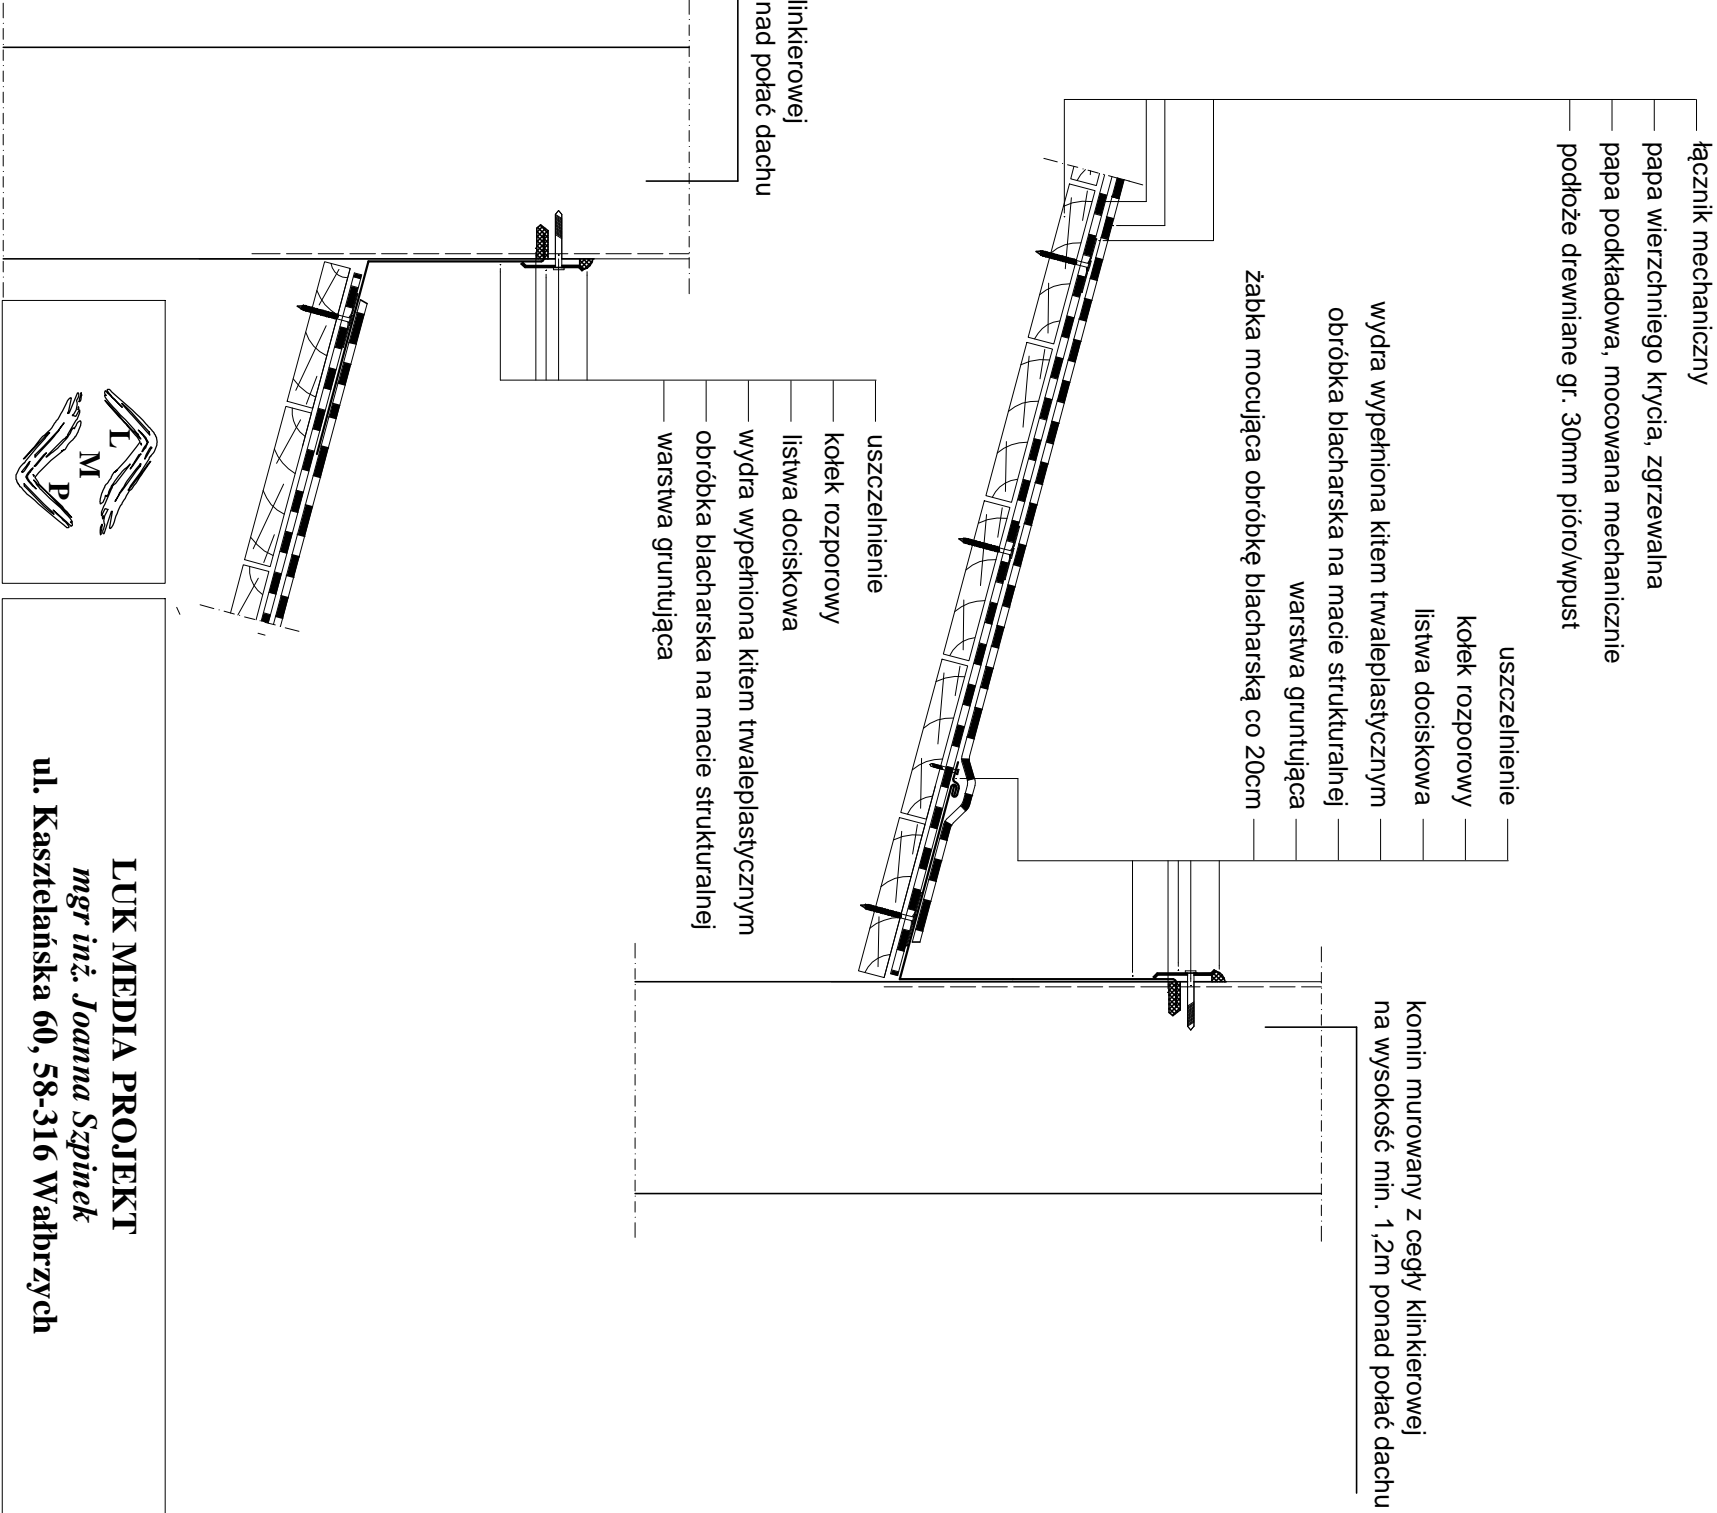 łącznik mechaniczny
papa wierzchniego krycia, zgrzewalna
papa podkładowa, mocowana mechanicznie
podłoże drewniane gr. 30mm pióro/wpust
uszczelnienie
kołek rozporowy
listwa dociskowa
wydra wypełniona kitem trwaleplastycznym
obróbka blacharska na macie strukturalnej
warstwa gruntująca
żabka mocująca obróbkę blacharską co 20cm
komin murowany z cegły klinkierowej
na wysokość min. 1,2m ponad połać dachu
linkierowej
nad połać dachu
uszczelnienie
kołek rozporowy
listwa dociskowa
wydra wypełniona kitem trwaleplastycznym
obróbka blacharska na macie strukturalnej
warstwa gruntująca
L
M
P
LUK MEDIA PROJEKT
mgr inż. Joanna Szpinek
ul. Kasztelańska 60, 58-316 Wałbrzych